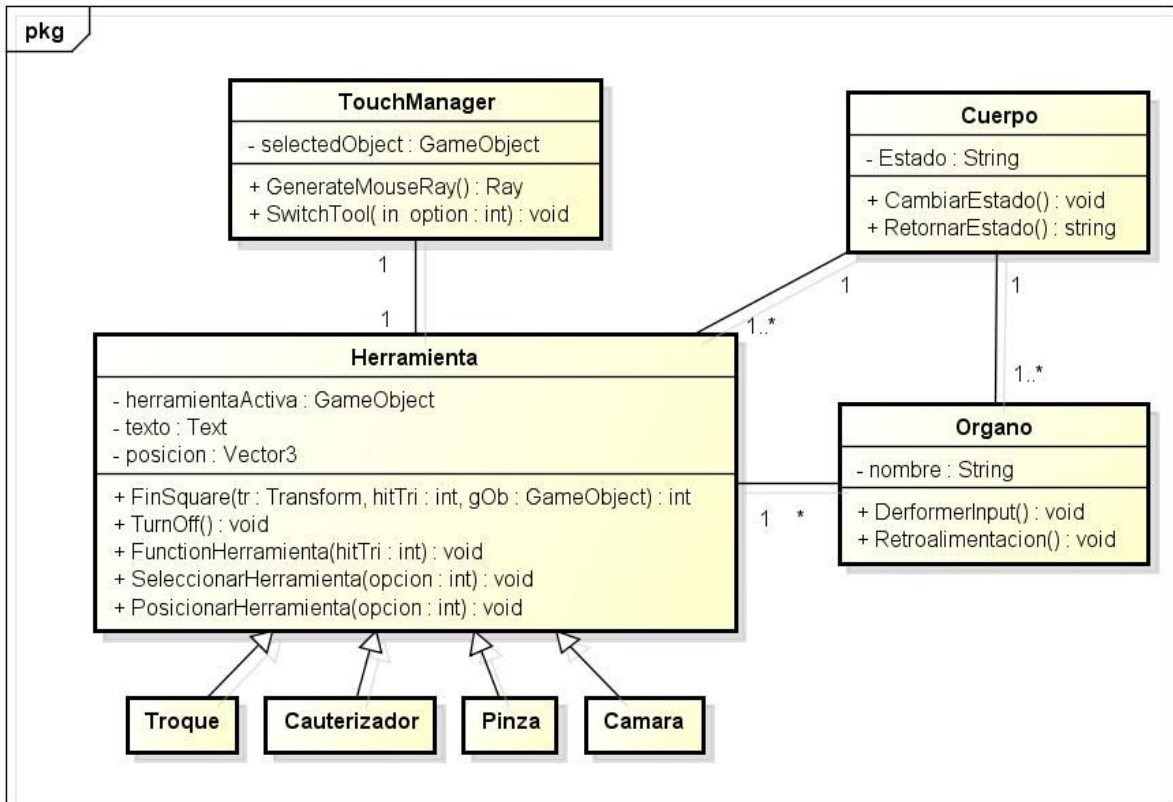 pkg
TouchManager
- selectedObject : GameObject
+ GenerateMouseRay() : Ray
+ SwitchTool( in option : int) : void
Cuerpo
- Estado : String
+ CambiarEstado() : void
+ RetornarEstado() : string
1
1
1
1..*
1
1..*
Herramienta
- herramientaActiva : GameObject
- texto : Text
- posicion : Vector3
+ FinSquare(tr : Transform, hitTri : int, gOb : GameObject) : int
+ TurnOff() : void
+ FunctionHerramienta(hitTri : int) : void
+ SeleccionarHerramienta(opcion : int) : void
+ PosicionarHerramienta(opcion : int) : void
1 *
Organo
- nombre : String
+ DerformerInput() : void
+ Retroalimentacion() : void
Troque
Cauterizador
Pinza
Camara